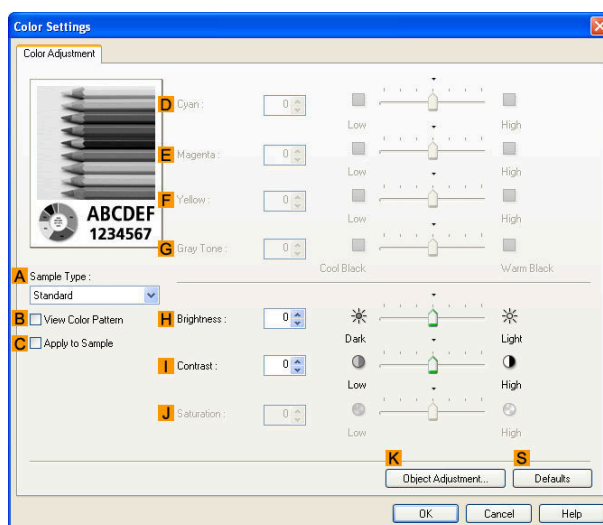 Color Settings
Color Adjustment
D Cyan : 0
Low High
E Magenta : 0
Low High
F Yellow : 0
Low High
ABCDEF
1234567
G Gray Tone : 0
Cool Black Warm Black
A Sample Type :
Standard
B View Color Pattern
C Apply to Sample
H Brightness : 0
Dark Light
I Contrast : 0
Low High
J Saturation : 0
Low High
K S
Object Adjustment... Defaults
OK Cancel Help